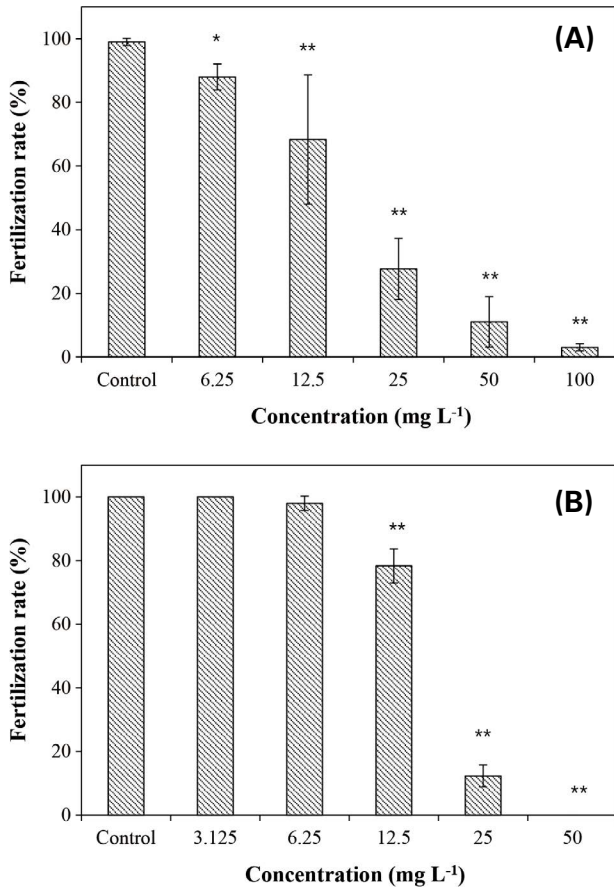 (A)
Fertilization rate (%)
100
80
60
40
20
0
*
**
**
**
**
Control 6.25 12.5 25 50 100
Concentration (mg L⁻¹)
(B)
Fertilization rate (%)
100
80
60
40
20
0
**
**
**
Control 3.125 6.25 12.5 25 50
Concentration (mg L⁻¹)